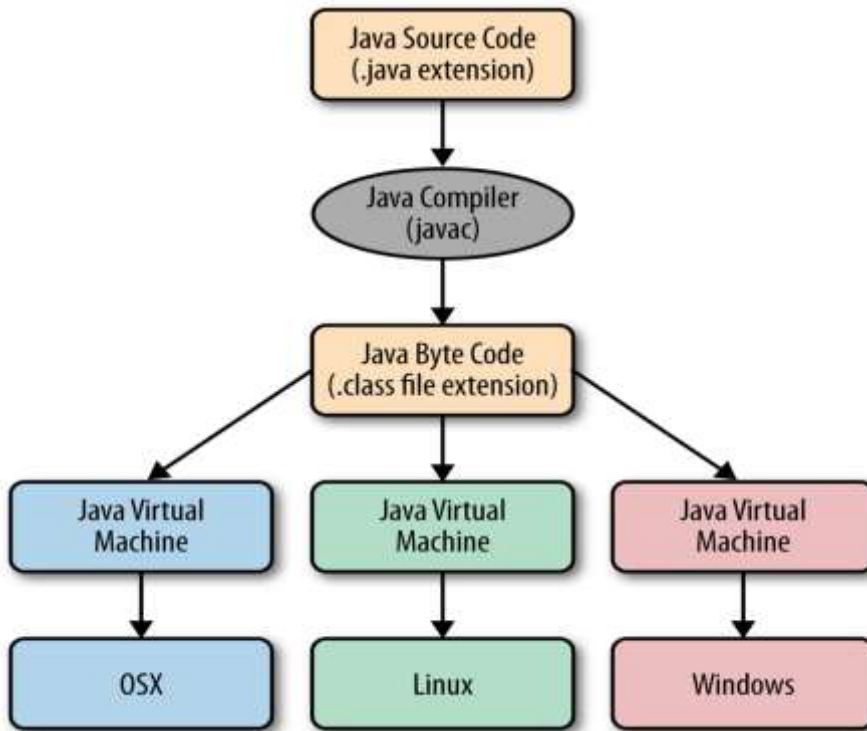 Java Source Code
(.java extension)
Java Compiler
(javac)
Java Byte Code
(.class file extension)
Java Virtual
Machine
Java Virtual
Machine
Java Virtual
Machine
OSX
Linux
Windows